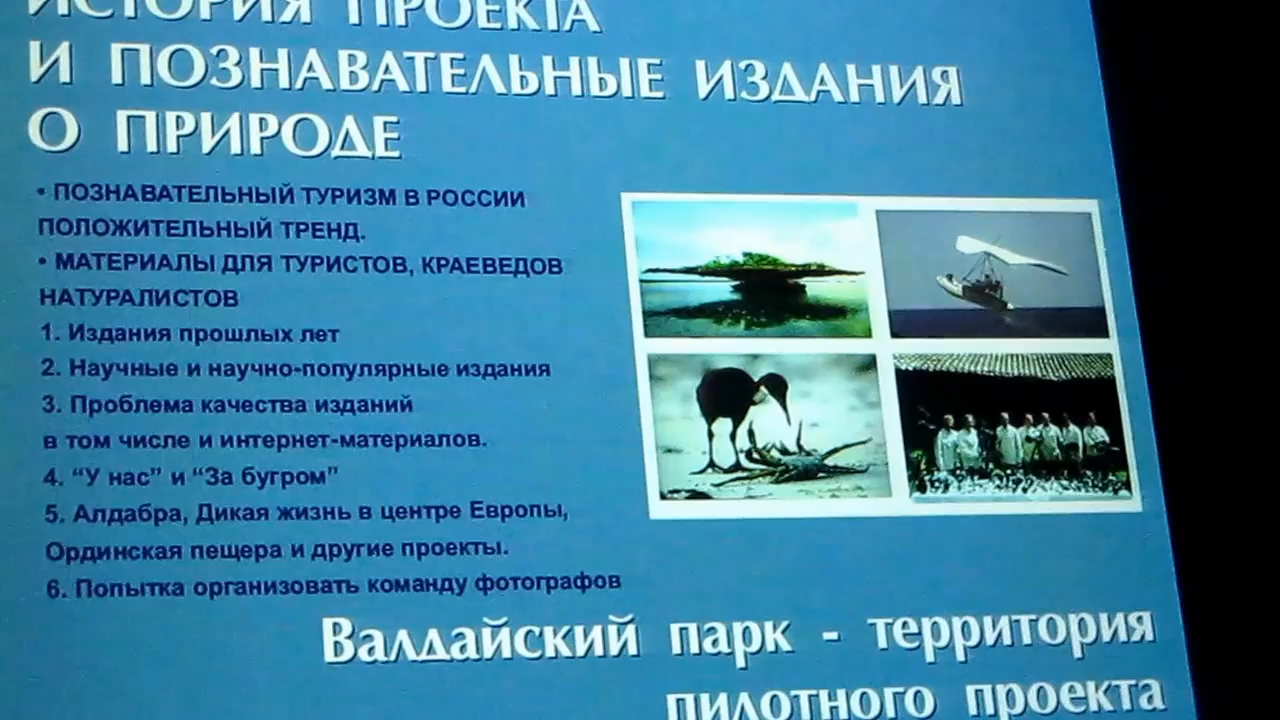 ИСТОРИЯ ПРОЕКТА
И ПОЗНАВАТЕЛЬНЫЕ ИЗДАНИЯ
О ПРИРОДЕ
• ПОЗНАВАТЕЛЬНЫЙ ТУРИЗМ В РОССИИ
ПОЛОЖИТЕЛЬНЫЙ ТРЕНД.
• МАТЕРИАЛЫ ДЛЯ ТУРИСТОВ, КРАЕВЕДОВ
НАТУРАЛИСТОВ
1. Издания прошлых лет
2. Научные и научно-популярные издания
3. Проблема качества изданий
в том числе и интернет-материалов.
4. “У нас” и “За бугром”
5. Алдабра, Дикая жизнь в центре Европы,
Ординская пещера и другие проекты.
6. Попытка организовать команду фотографов
Валдайский парк - территория
пилотного проекта